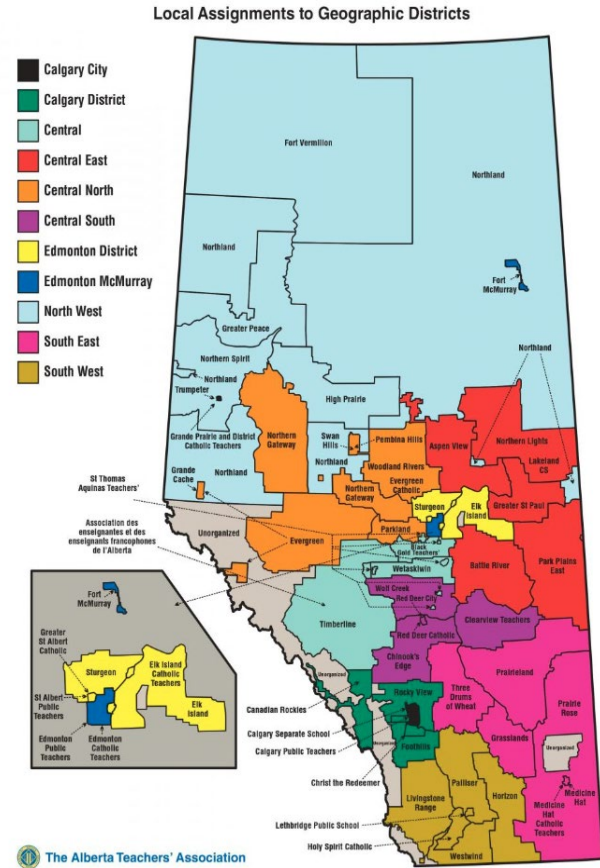 Local Assignments to Geographic Districts
Calgary City
Calgary District
Central
Central East
Central North
Central South
Edmonton District
Edmonton McMurray
North West
South East
South West
Fort Vermilion
Northland
Northland
Fort
McMurray
Greater Peace
Northern Spirit
Northland
Northland
Trumpeter
High Prairie
Grande Prairie and District
Catholic Teachers
Northern
Gateway
Swan
Hills
Pembina Hills
Aspen View
Northern Lights
Northland
Woodland Rivers
Lakeland
CS
Grande
Cache
Northland
Evergreen
Catholic
St Thomas
Aquinas Teachers'
Northern
Gateway
Sturgeon
Elk
Island
Greater St Paul
Unorganized
Parkland
Association des
enseignantes et des
enseignants francophones
de l'Alberta
Evergreen
Black
Gold Teachers'
Wetaskiwin
Battle River
Park Plains
East
Wolf Creek
Red Deer City
Timberline
Clearview Teachers
Red Deer Catholic
Chinook's
Edge
Unorganized
Prairieland
Canadian Rockies
Rocky View
Three
Drums
of Wheat
Prairie
Rose
Calgary Separate School
Calgary Public Teachers
Unorganized
Foothills
Grasslands
Unorganized
Christ the Redeemer
Palliser
Livingstone
Range
Horizon
Medicine
Hat
Medicine
Hat
Catholic
Teachers
Lethbridge Public School
Holy Spirit Catholic
Westwind
Fort
McMurray
Greater
St Albert
Catholic
Sturgeon
Elk Island
Catholic
Teachers
St Albert
Public
Teachers
Elk
Island
Edmonton
Public
Teachers
Edmonton
Catholic
Teachers
The Alberta Teachers' Association